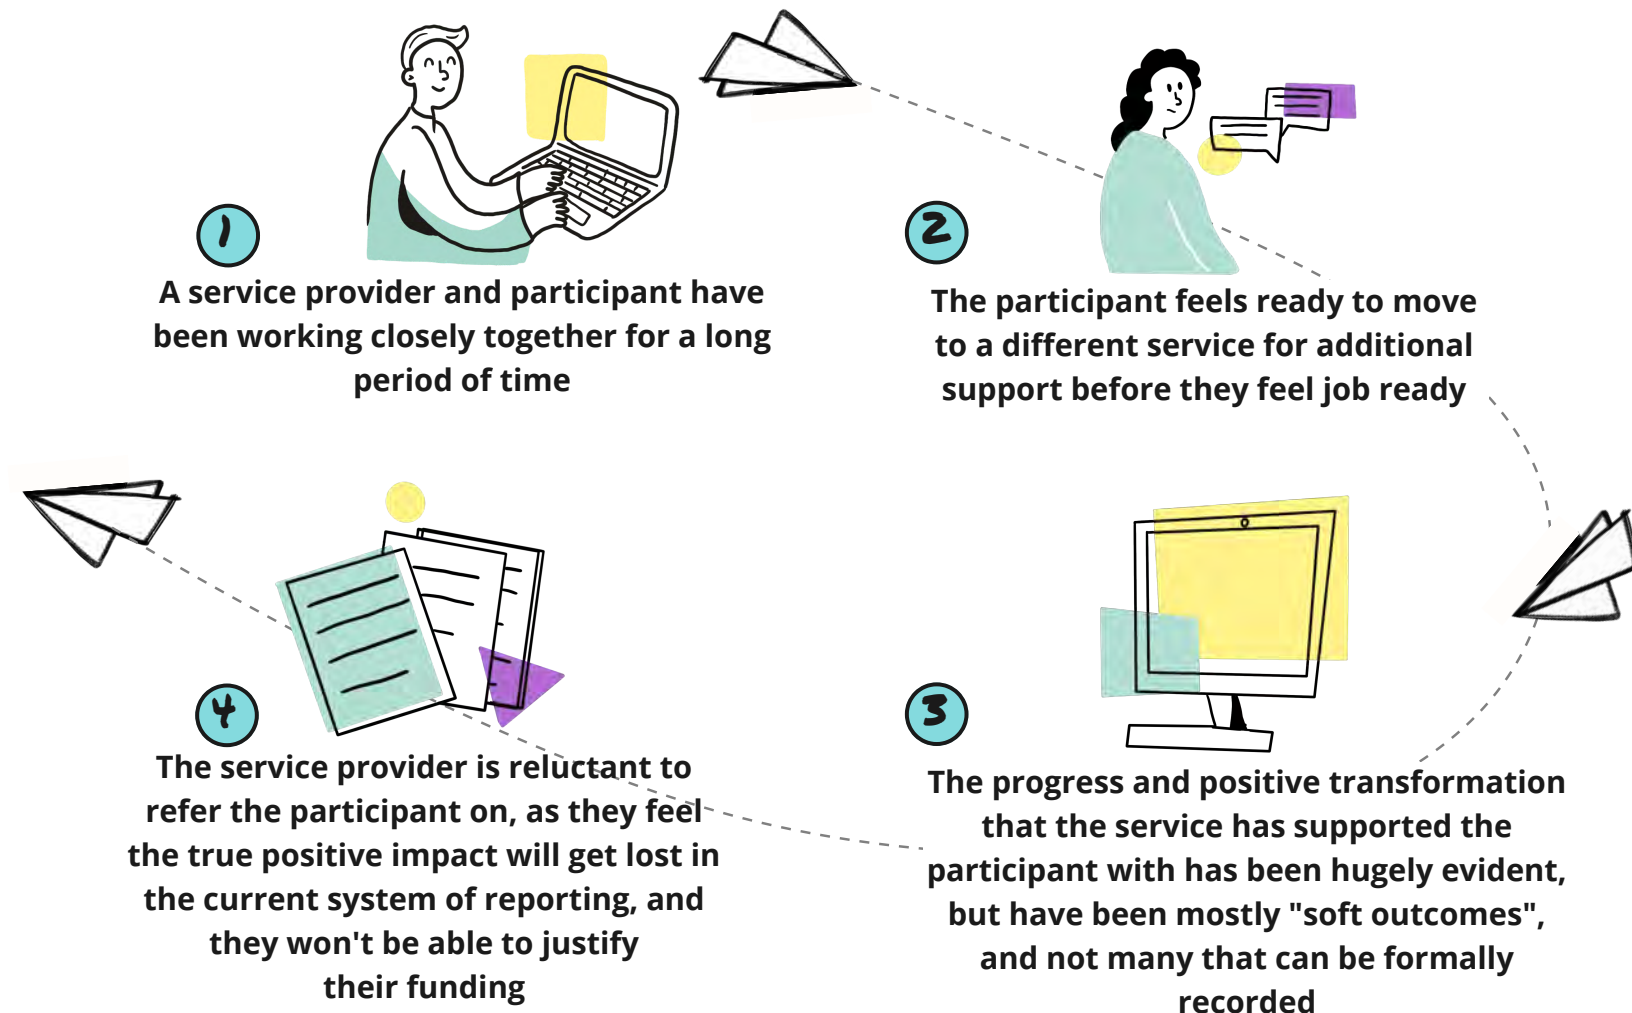 1
A service provider and participant have
been working closely together for a long
period of time
2
The participant feels ready to move
to a different service for additional
support before they feel job ready
3
The progress and positive transformation
that the service has supported the
participant with has been hugely evident,
but have been mostly "soft outcomes",
and not many that can be formally
recorded
4
The service provider is reluctant to
refer the participant on, as they feel
the true positive impact will get lost in
the current system of reporting, and
they won't be able to justify
their funding